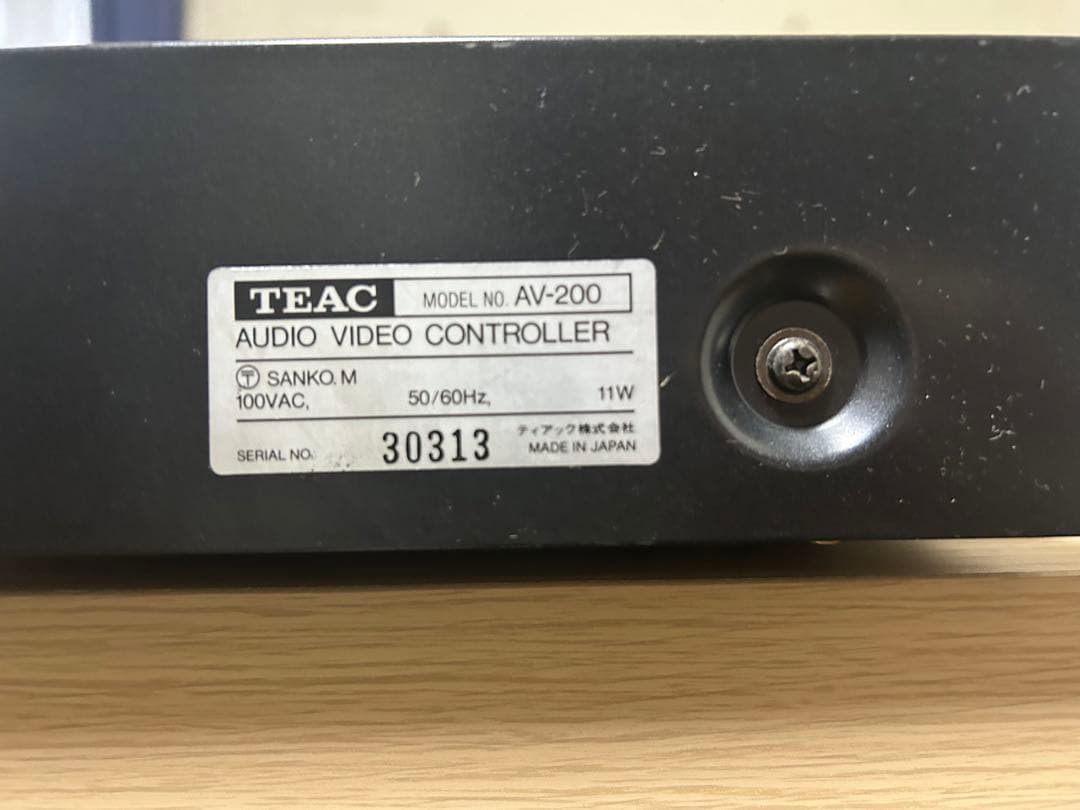 TEAC MODEL NO. AV-200
AUDIO VIDEO CONTROLLER
〒 SANKO.M
100VAC, 50/60Hz, 11W
ティアック株式会社
SERIAL NO. 30313 MADE IN JAPAN